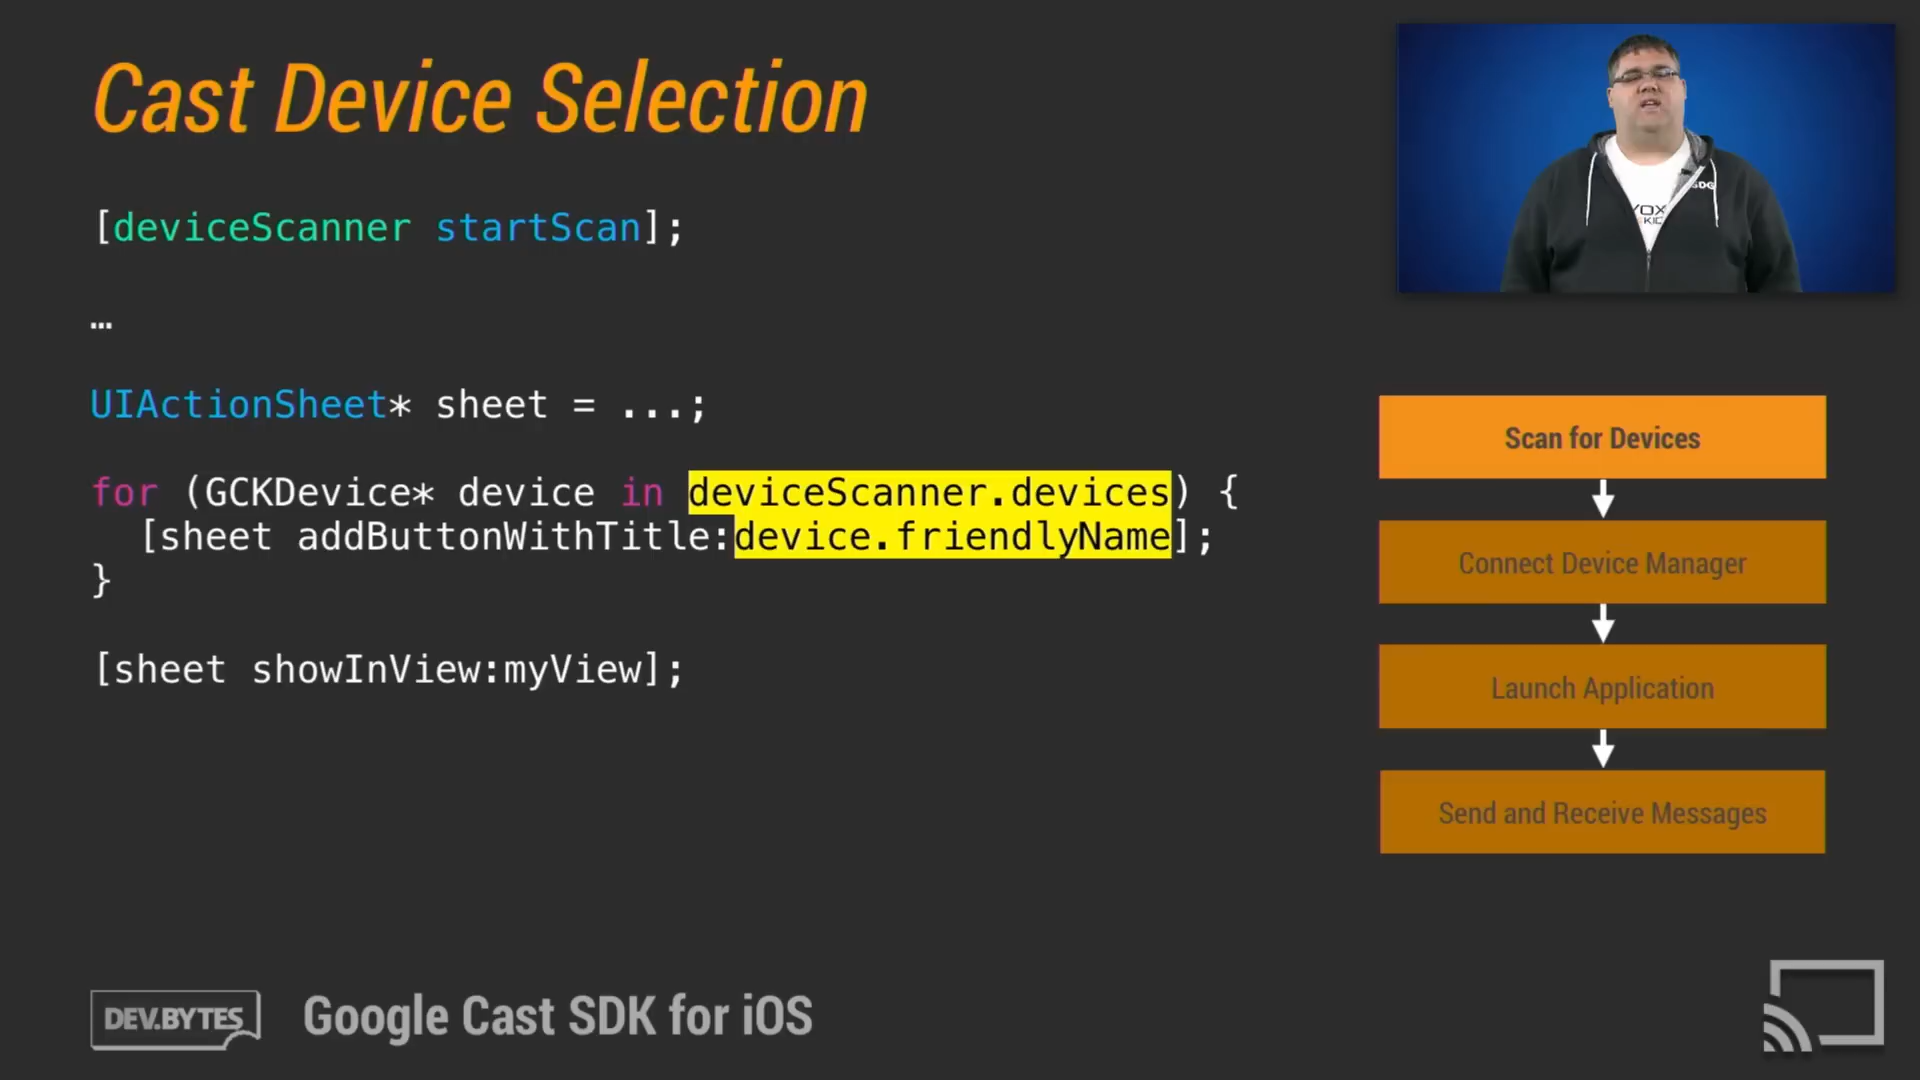 Cast Device Selection
[deviceScanner startScan];
…
UIActionSheet* sheet = ...;
for (GCKDevice* device in deviceScanner.devices) {
  [sheet addButtonWithTitle:device.friendlyName];
}
[sheet showInView:myView];
Scan for Devices
Connect Device Manager
Launch Application
Send and Receive Messages
DEV.BYTES
Google Cast SDK for iOS